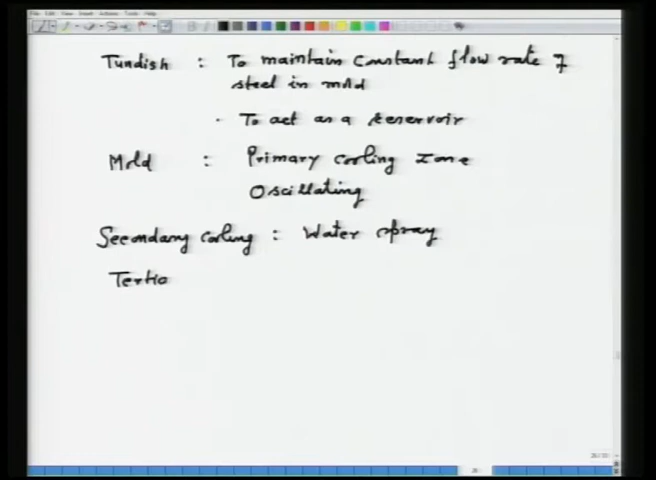 Tundish : To maintain constant flow rate of
steel in mold
· To act as a reservoir
Mold : Primary cooling zone
Oscillating
Secondary cooling : Water spray
Tertia